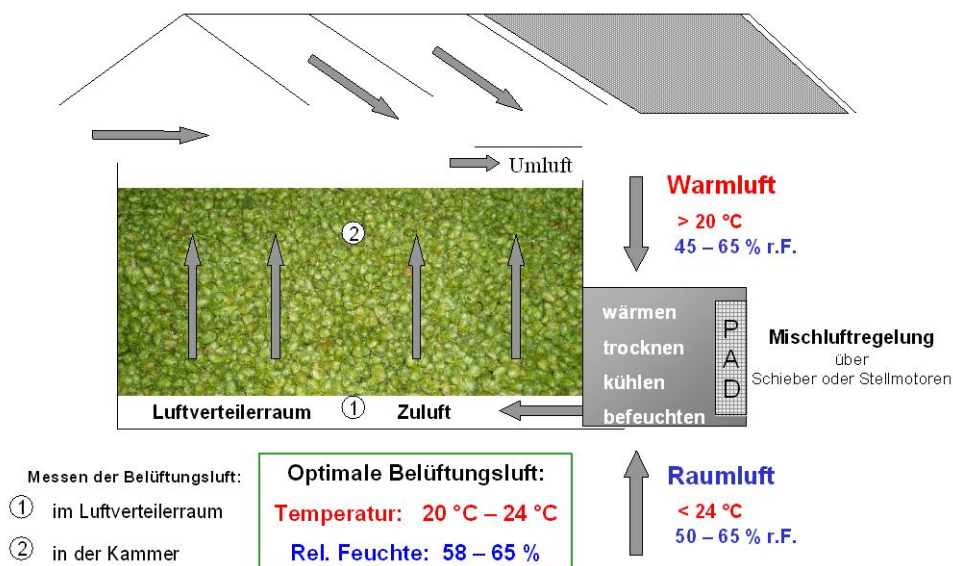 Umluft
Warmluft
> 20 °C
45 – 65 % r.F.
②
wärmen
trocknen
kühlen
befeuchten
PAD
Mischluftregelung
über
Schieber oder Stellmotoren
Luftverteilerraum ① Zuluft
Messen der Belüftungsluft:
① im Luftverteilerraum
② in der Kammer
Optimale Belüftungsluft:
Temperatur: 20 °C – 24 °C
Rel. Feuchte: 58 – 65 %
Raumluft
< 24 °C
50 – 65 % r.F.